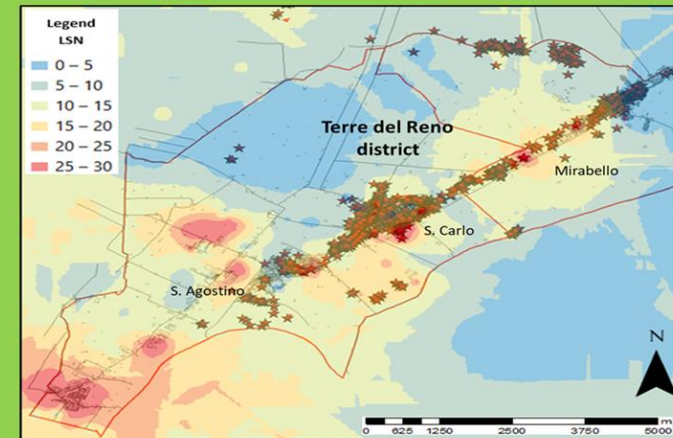 Legend
LSN
0 – 5
5 – 10
10 – 15
15 – 20
20 – 25
25 – 30
Terre del Reno
district
Mirabello
S. Carlo
S. Agostino
N
m
0 625 1250 2500 3750 5000